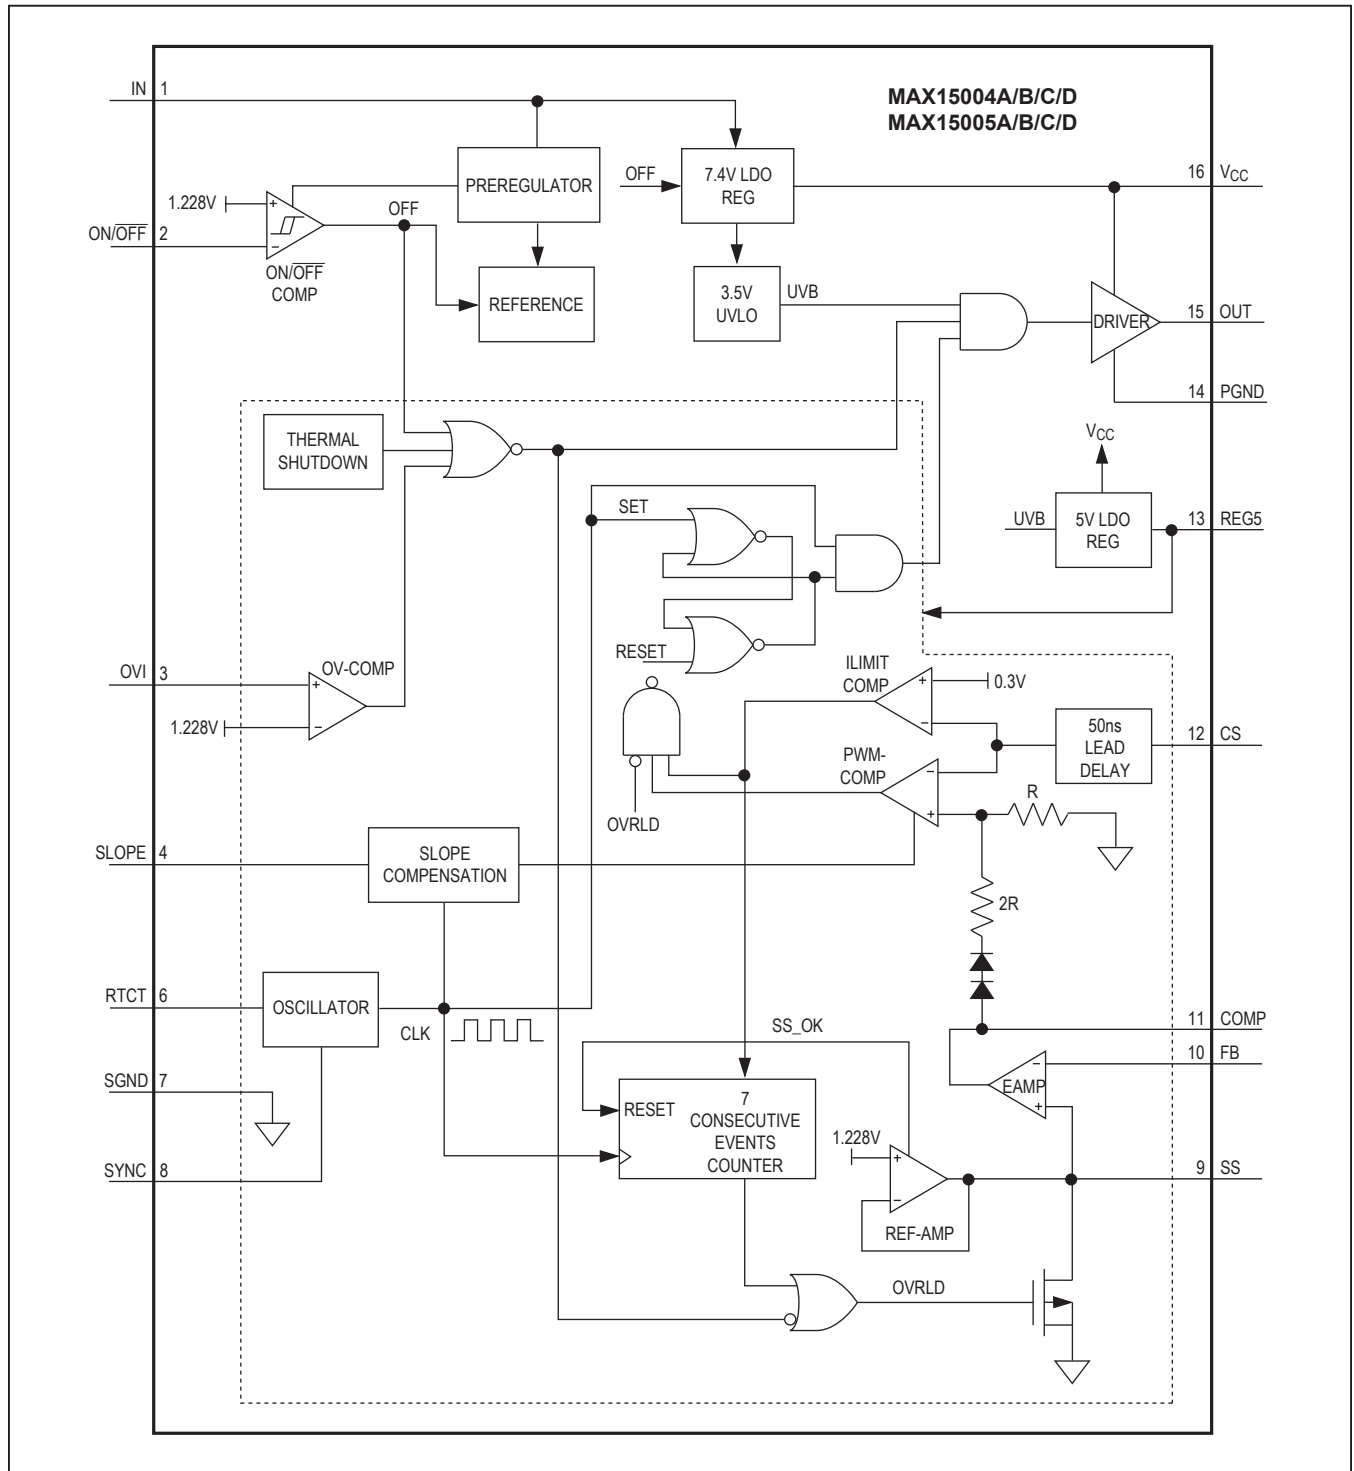 MAX15004A/B/C/D
MAX15005A/B/C/D
IN 1
PREREGULATOR
OFF
7.4V LDO
REG
16 VCC
1.228V
+
−
OFF
ON/OFF 2
ON/OFF
COMP
REFERENCE
3.5V
UVLO
UVB
DRIVER
15 OUT
14 PGND
THERMAL
SHUTDOWN
VCC
UVB
5V LDO
REG
13 REG5
SET
RESET
OVI 3
OV-COMP
+
−
1.228V
ILIMIT
COMP
+
−
0.3V
50ns
LEAD
DELAY
12 CS
PWM-
COMP
−
+
R
OVRLD
SLOPE 4
SLOPE
COMPENSATION
2R
RTCT 6
OSCILLATOR
CLK
SS_OK
11 COMP
10 FB
EAMP
−
+
SGND 7
RESET
7
CONSECUTIVE
EVENTS
COUNTER
1.228V
+
−
REF-AMP
SYNC 8
9 SS
OVRLD